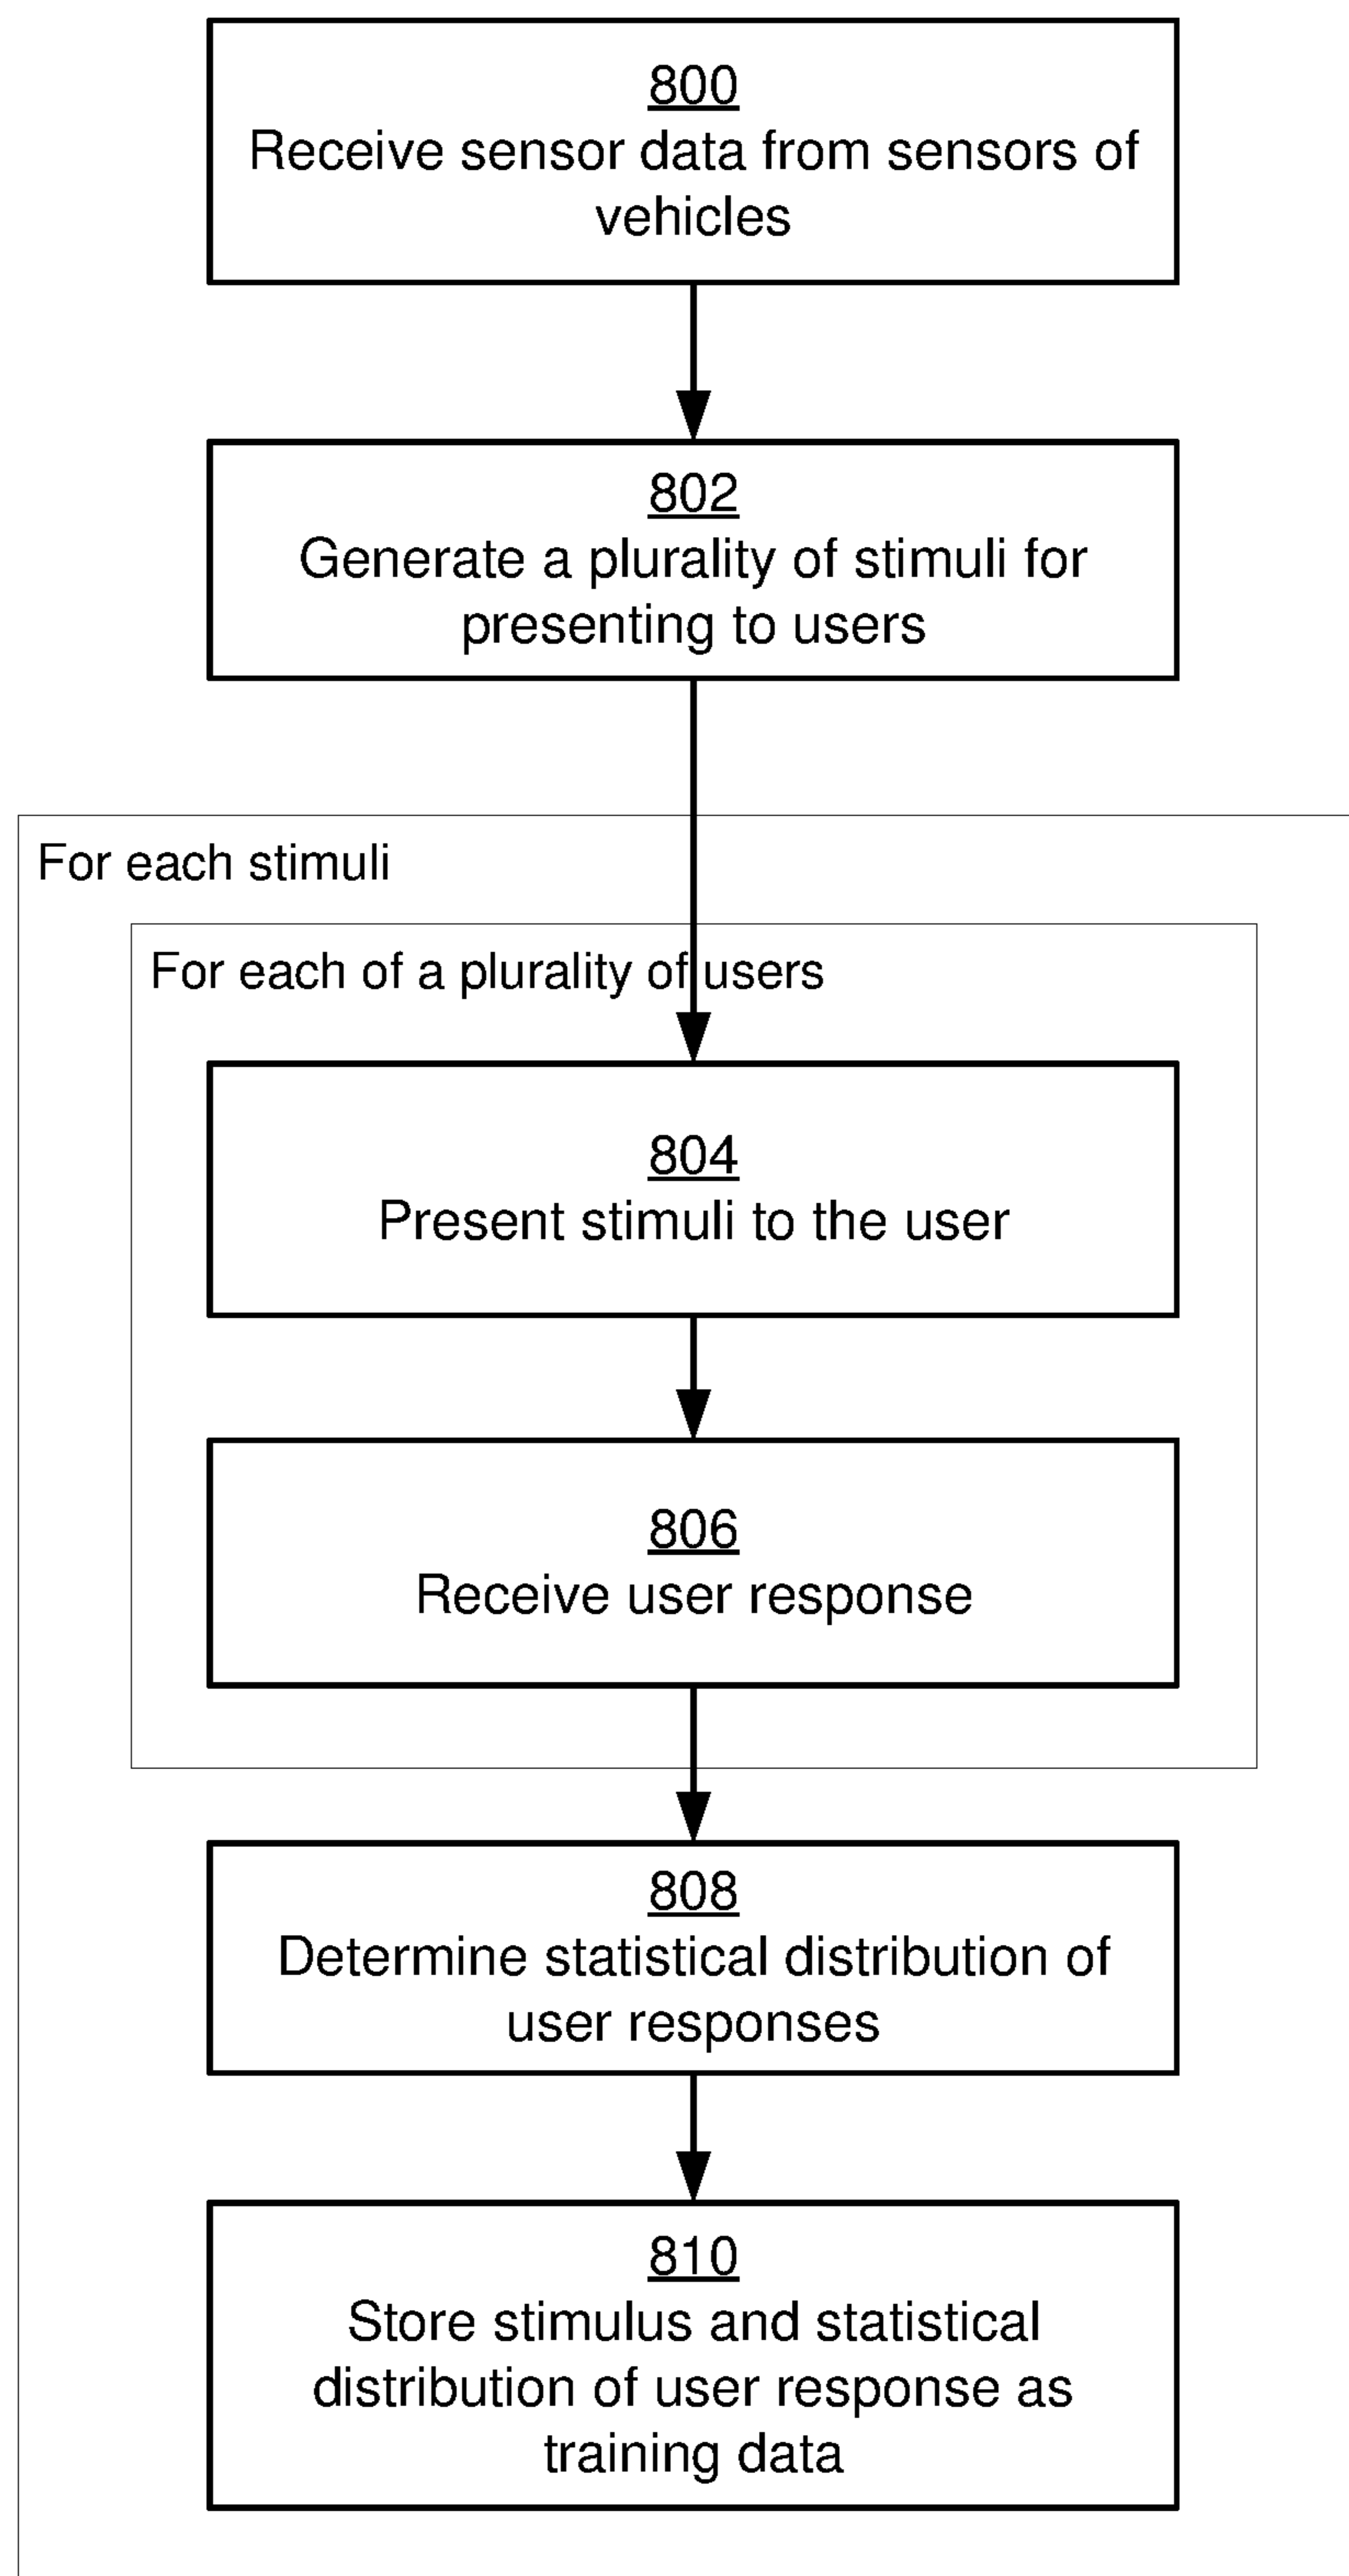 800
Receive sensor data from sensors of
vehicles
802
Generate a plurality of stimuli for
presenting to users
For each stimuli
For each of a plurality of users
804
Present stimuli to the user
806
Receive user response
808
Determine statistical distribution of
user responses
810
Store stimulus and statistical
distribution of user response as
training data